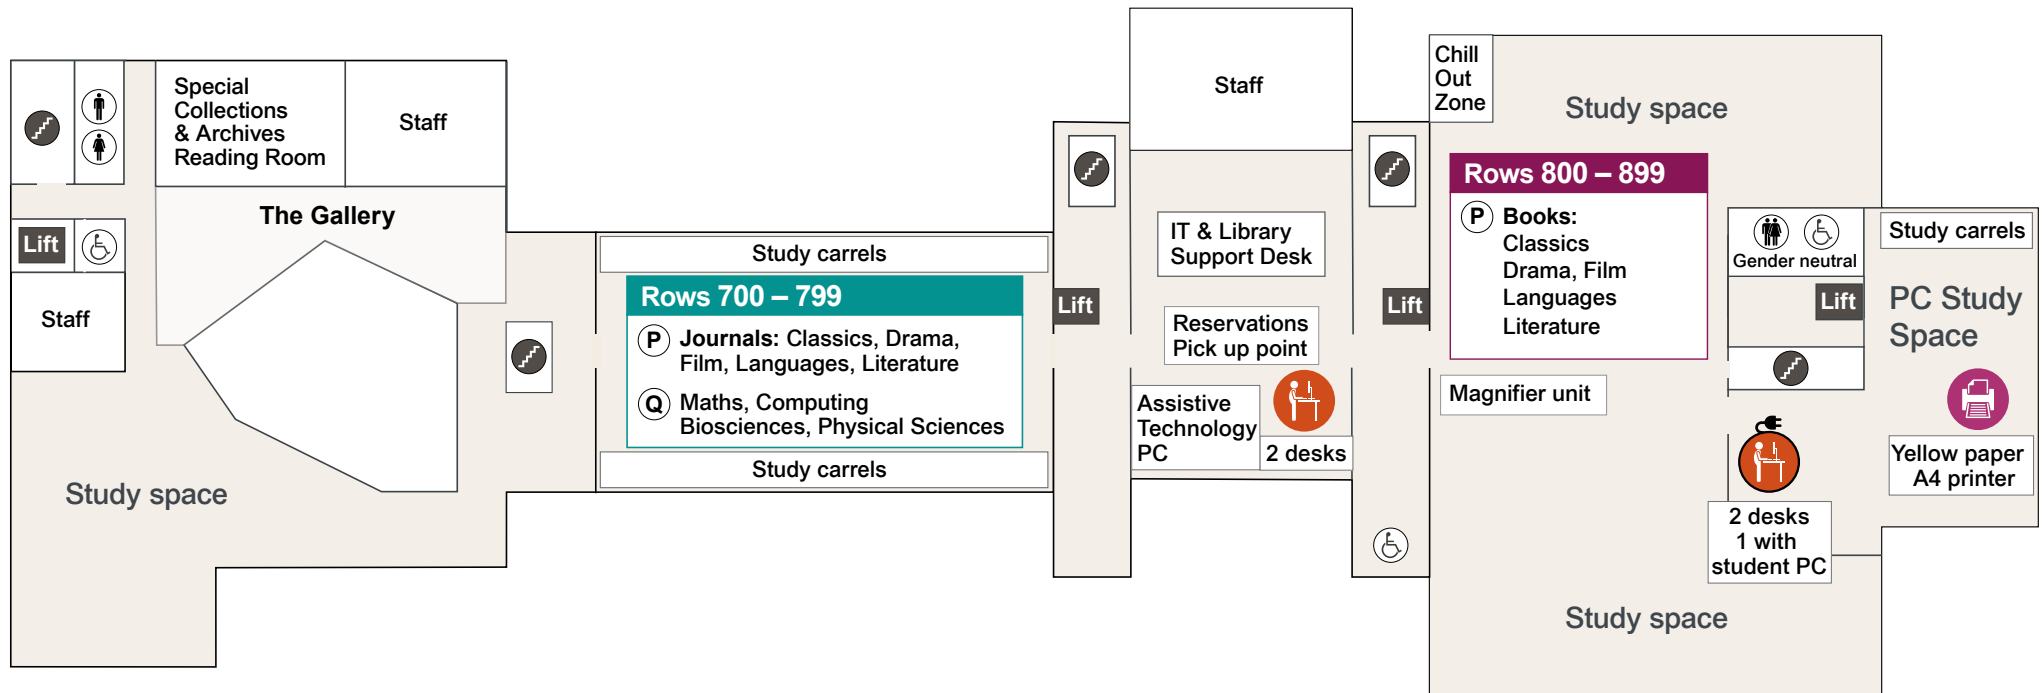 Special
Collections
& Archives
Reading Room
Staff
The Gallery
Lift
Staff
Study space
Study carrels
Rows 700 – 799
P Journals: Classics, Drama,
Film, Languages, Literature
Q Maths, Computing
Biosciences, Physical Sciences
Study carrels
Lift
Staff
IT & Library
Support Desk
Reservations
Pick up point
Assistive
Technology
PC
2 desks
Lift
Chill
Out
Zone
Study space
Rows 800 – 899
P Books:
Classics
Drama, Film
Languages
Literature
Magnifier unit
Gender neutral
Lift
Study carrels
PC Study
Space
Yellow paper
A4 printer
2 desks
1 with
student PC
Study space